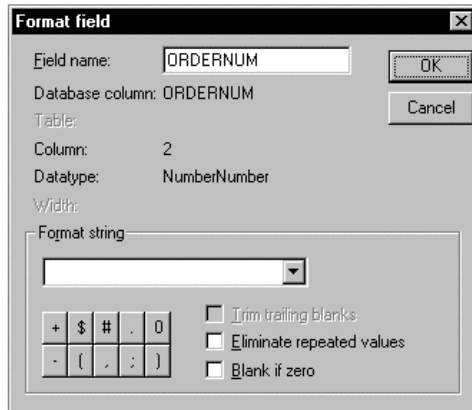 Format field
Field name: ORDERNUM
OK
Database column: ORDERNUM
Cancel
Table:
Column: 2
Datatype: NumberNumber
Width:
Format string
+ $ # . 0
- ( , ; )
Trim trailing blanks
Eliminate repeated values
Blank if zero